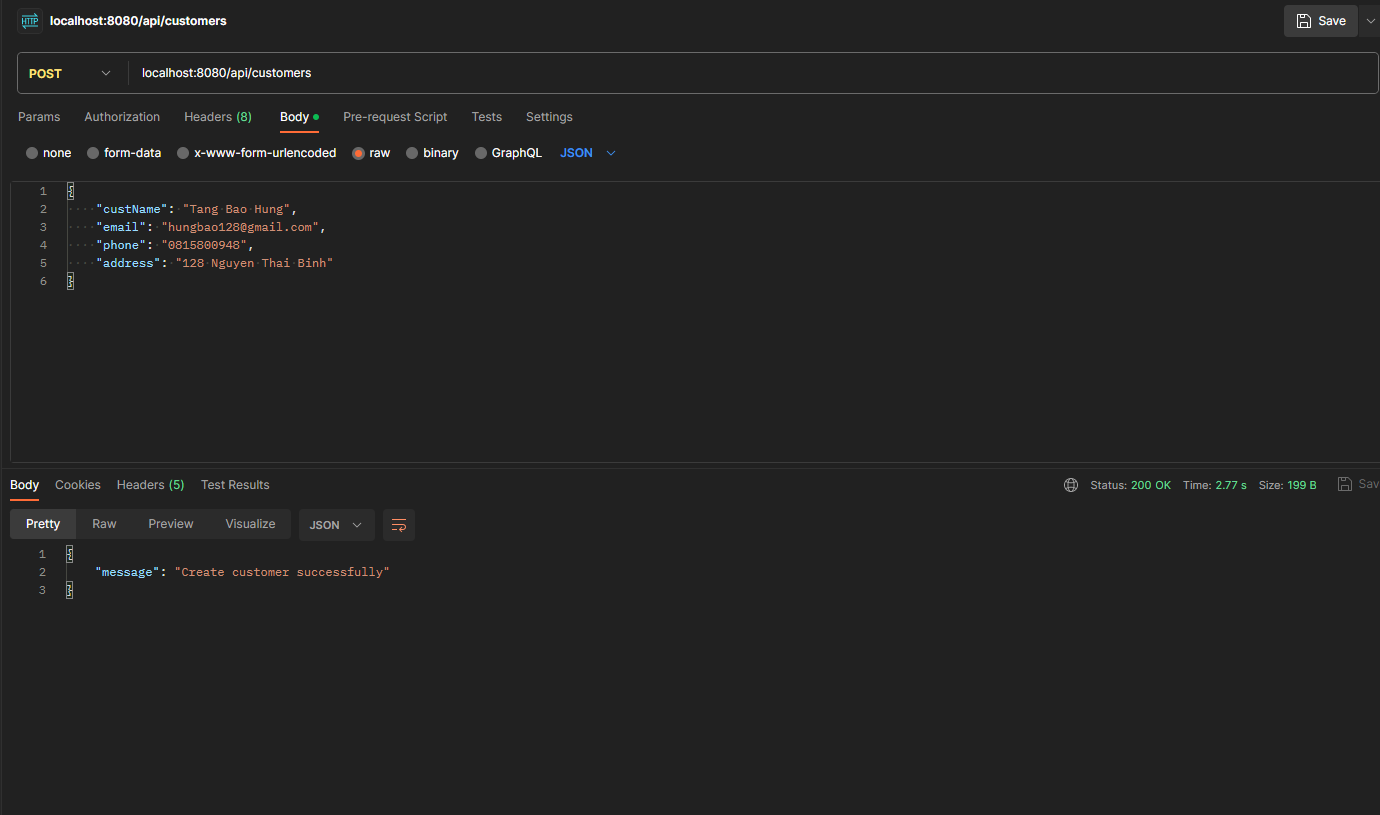 HTTP localhost:8080/api/customers Save
POST localhost:8080/api/customers
Params Authorization Headers (8) Body Pre-request Script Tests Settings
none form-data x-www-form-urlencoded raw binary GraphQL JSON
1 {
2 "custName": "Tang Bao Hung",
3 "email": "hungbao128@gmail.com",
4 "phone": "0815800948",
5 "address": "128 Nguyen Thai Binh"
6 }
Body Cookies Headers (5) Test Results Status: 200 OK Time: 2.77 s Size: 199 B Sav
Pretty Raw Preview Visualize JSON
1 {
2 "message": "Create customer successfully"
3 }